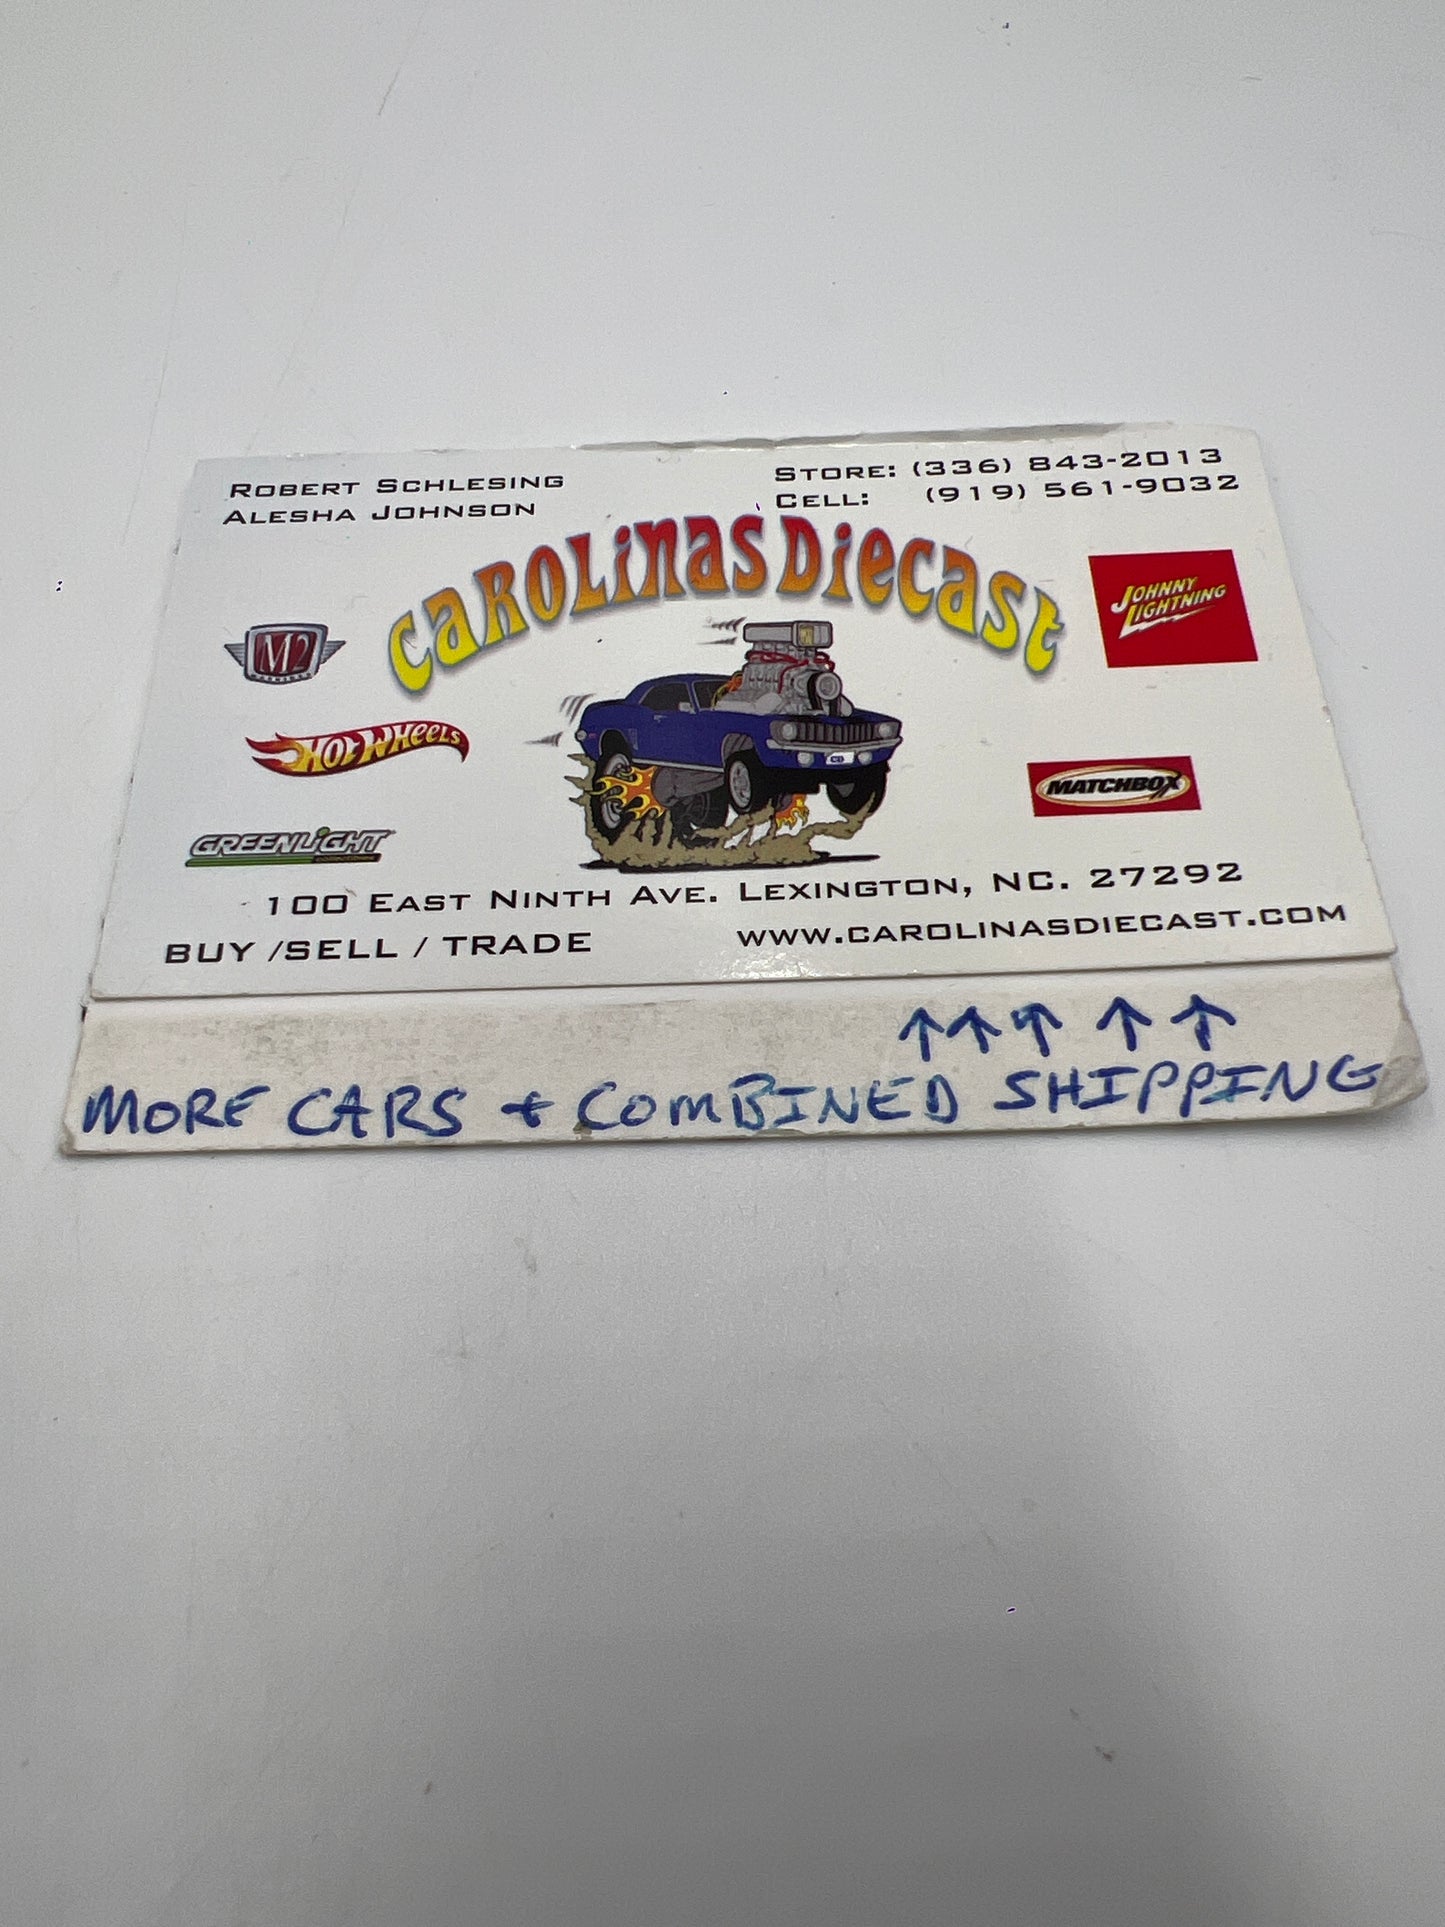 ROBERT SCHLESING
ALESHA JOHNSON
STORE: (336) 843-2013
CELL: (919) 561-9032
CAROLINAS DIECAST
M2
JOHNNY
LIGHTNING
HOT WHEELS
MATCHBOX
GREENLIGHT
100 EAST NINTH AVE. LEXINGTON, NC. 27292
BUY /SELL / TRADE
WWW.CAROLINASDIECAST.COM
↑ ↑ ↑ ↑ ↑
MORE CARS + COMBINED SHIPPING